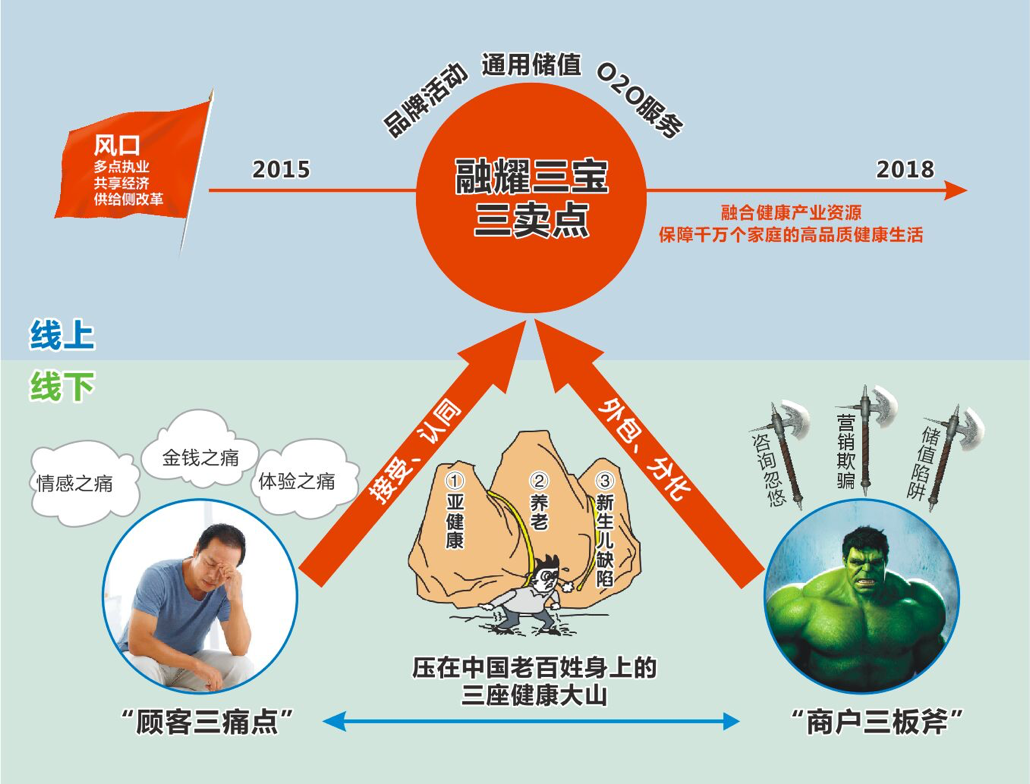 品牌活动
通用储值
O2O服务
风口
多点执业
共享经济
供给侧改革
2015
融耀三宝
三卖点
2018
融合健康产业资源
保障千万个家庭的高品质健康生活
线上
线下
情感之痛
金钱之痛
体验之痛
接受、认同
外包、分化
①亚健康
②养老
③新生儿缺陷
咨询忽悠
营销欺骗
储值陷阱
压在中国老百姓身上的
三座健康大山
“顾客三痛点”
“商户三板斧”